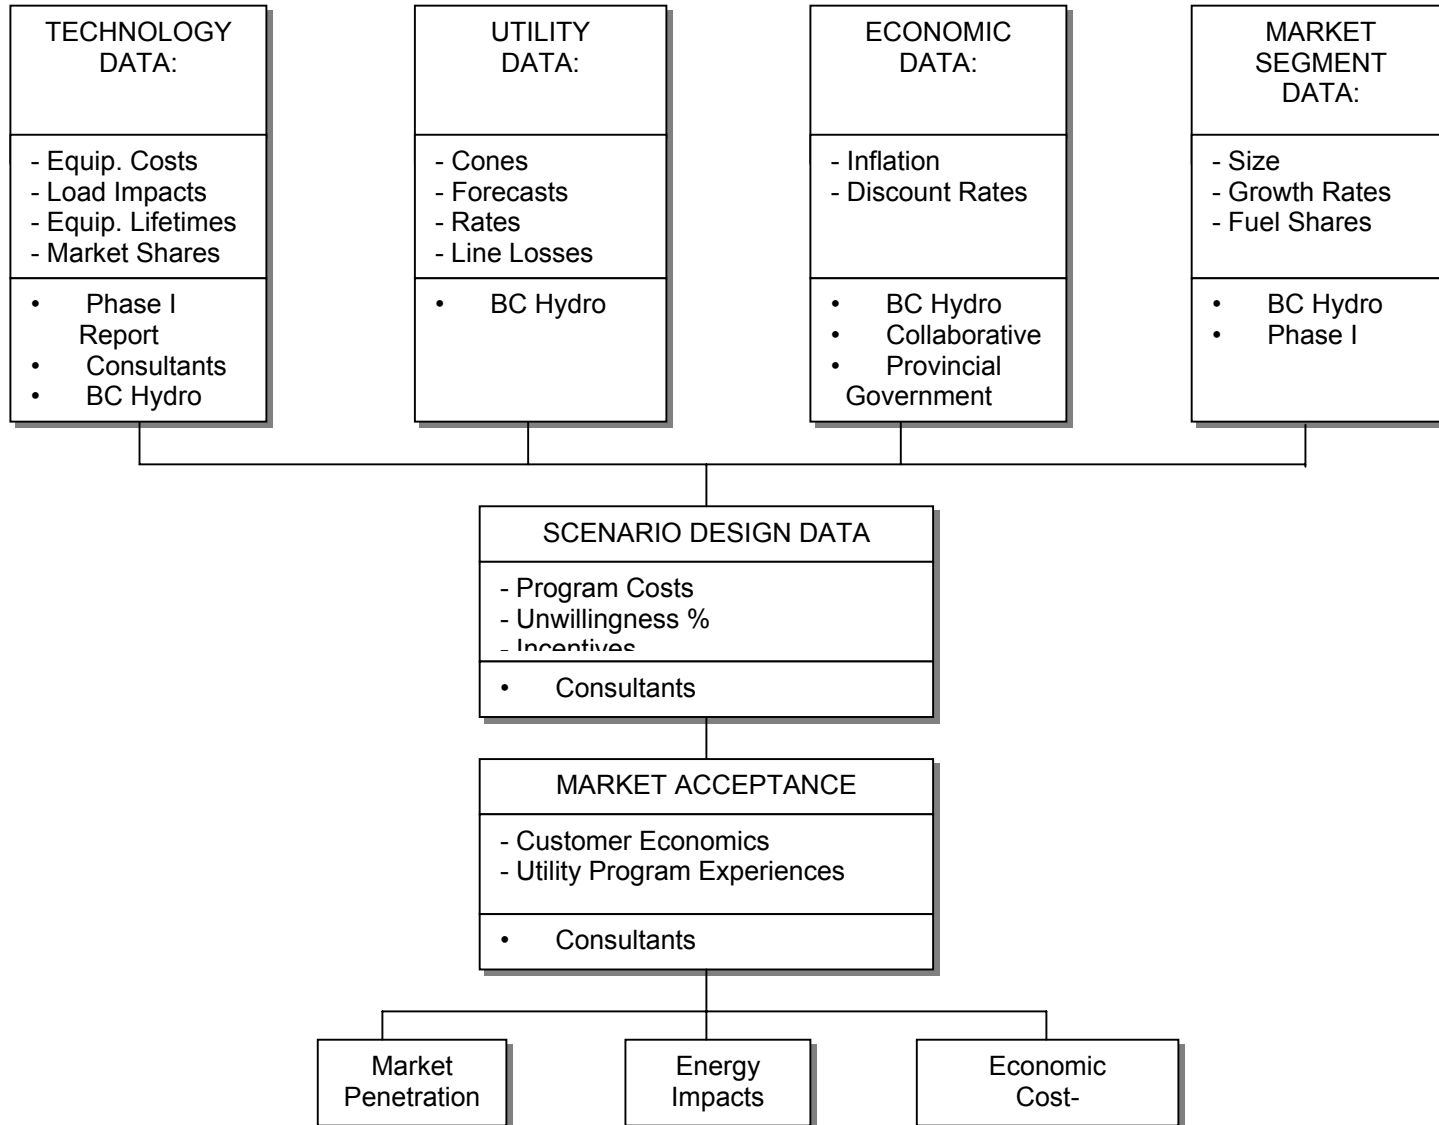 TECHNOLOGY
DATA:
- Equip. Costs
- Load Impacts
- Equip. Lifetimes
- Market Shares
• Phase I
Report
• Consultants
• BC Hydro
UTILITY
DATA:
- Cones
- Forecasts
- Rates
- Line Losses
• BC Hydro
ECONOMIC
DATA:
- Inflation
- Discount Rates
• BC Hydro
• Collaborative
• Provincial
Government
MARKET
SEGMENT
DATA:
- Size
- Growth Rates
- Fuel Shares
• BC Hydro
• Phase I
SCENARIO DESIGN DATA
- Program Costs
- Unwillingness %
- Incentives
• Consultants
MARKET ACCEPTANCE
- Customer Economics
- Utility Program Experiences
• Consultants
Market
Penetration
Energy
Impacts
Economic
Cost-